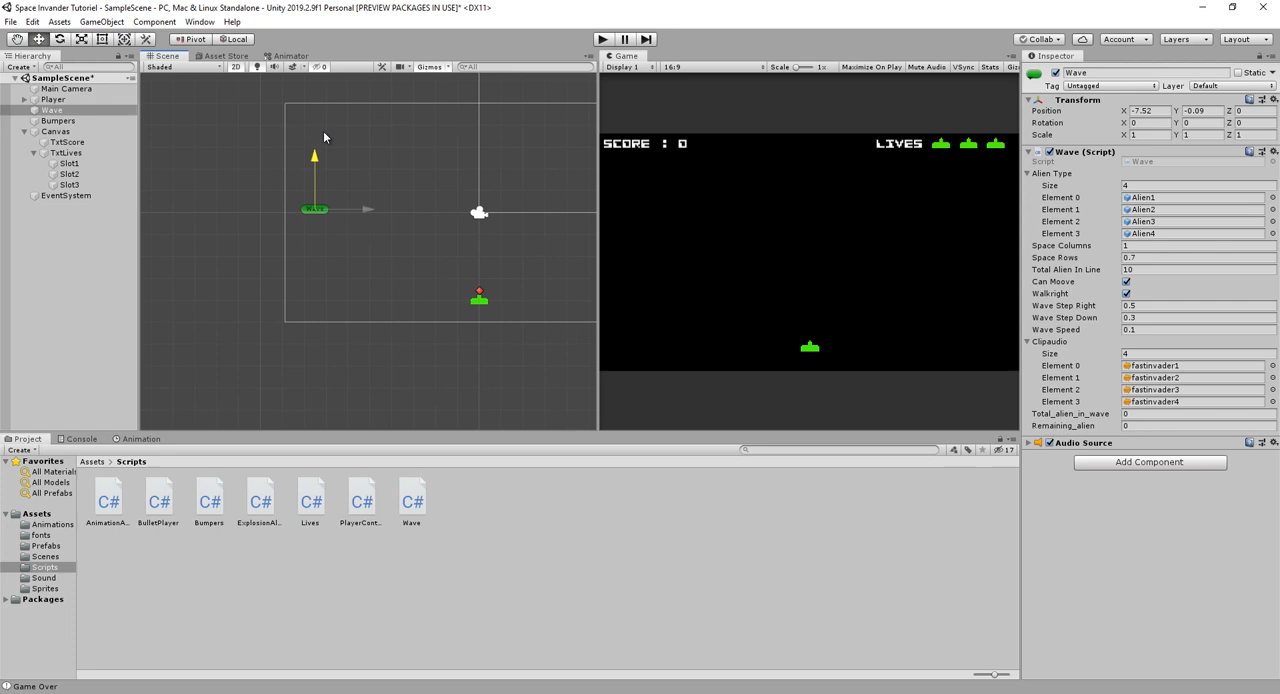 Space Invander Tutoriel - SampleScene - PC, Mac & Linux Standalone - Unity 2019.2.9f1 Personal [PREVIEW PACKAGES IN USE]* <DX11>
File Edit Assets GameObject Component Window Help
Pivot Local Collab Account Layers Layout
Hierarchy Scene Asset Store Animator Game Inspector
Create All Shaded 2D 0 Gizmos All Display 1 16:9 Scale 1x Maximize On Play Mute Audio VSync Stats Giz
Wave Static
SampleScene*
Tag Untagged Layer Default
Main Camera
Player
Wave
Bumpers
Canvas
TxtScore
TxtLives
Slot1
Slot2
Slot3
EventSystem
WAVE
SCORE : 0 LIVES
Transform
Position X -7.52 Y -0.09 Z 0
Rotation X 0 Y 0 Z 0
Scale X 1 Y 1 Z 1
Wave (Script)
Script Wave
Alien Type
Size 4
Element 0 Alien1
Element 1 Alien2
Element 2 Alien3
Element 3 Alien4
Space Columns 1
Space Rows 0.7
Total Alien In Line 10
Can Moove
Walkright
Wave Step Right 0.5
Wave Step Down 0.3
Wave Speed 0.1
Clipaudio
Size 4
Element 0 fastinvader1
Element 1 fastinvader2
Element 2 fastinvader3
Element 3 fastinvader4
Total_alien_in_wave 0
Remaining_alien 0
Audio Source
Add Component
Project Console Animation
Create 17
Favorites
All Materials
All Models
All Prefabs
Assets
Animations
fonts
Prefabs
Scenes
Scripts
Sound
Sprites
Packages
Assets > Scripts
C# C# C# C# C# C# C#
AnimationA... BulletPlayer Bumpers ExplosionAl... Lives PlayerCont... Wave
Game Over